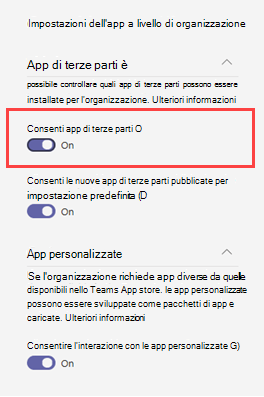 Impostazioni dell'app a livello di organizzazione
App di terze parti è
possibile controllare quali app di terze parti possono essere
installate per l'organizzazione. Ulteriori informazioni
Consenti app di terze parti O
On
Consenti le nuove app di terze parti pubblicate per
impostazione predefinita (D
On
App personalizzate
Se l'organizzazione richiede app diverse da quelle
disponibili nello Teams App store. le app personalizzate
possono essere sviluppate come pacchetti di app e
caricate. Ulteriori informazioni
Consentire l'interazione con le app personalizzate G)
On